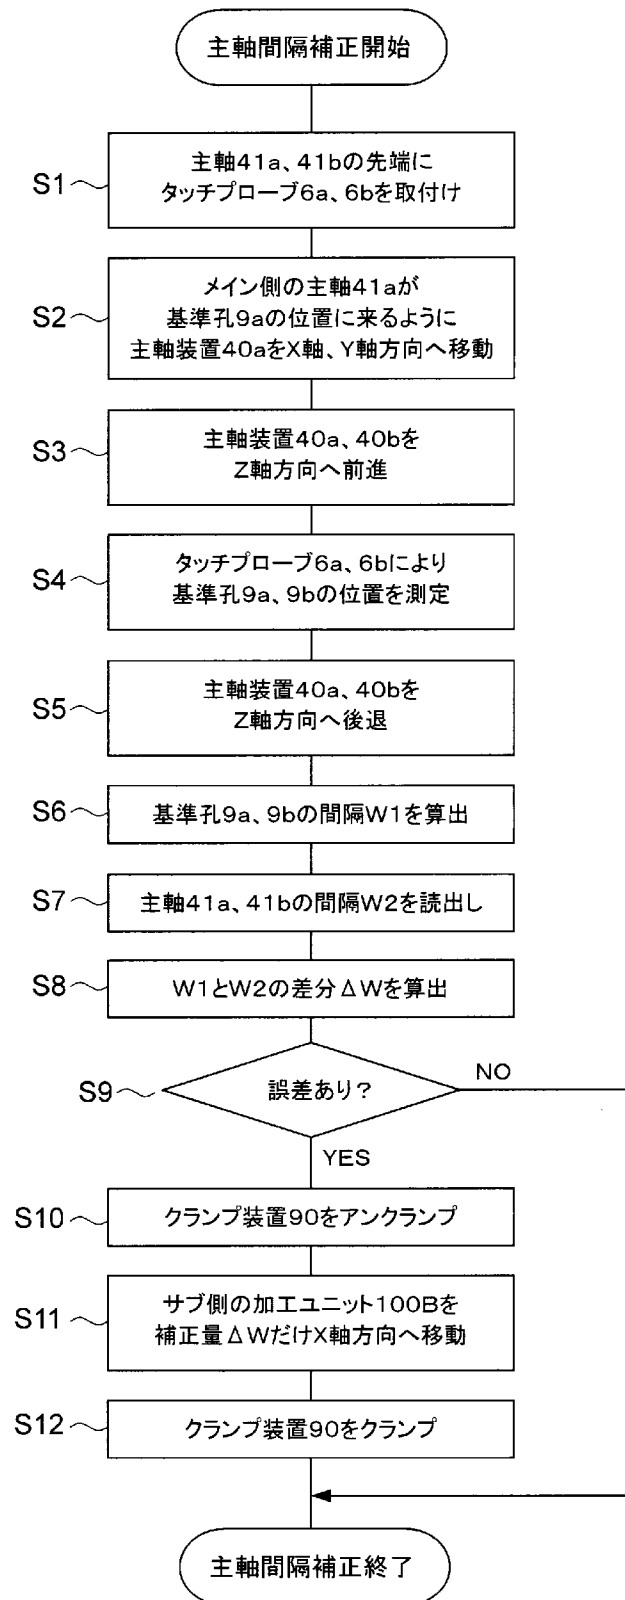 主軸間隔補正開始
S1
主軸41a、41bの先端に
タッチプローブ6a、6bを取付け
S2
メイン側の主軸41aが
基準孔9aの位置に来るように
主軸装置40aをX軸、Y軸方向へ移動
S3
主軸装置40a、40bを
Z軸方向へ前進
S4
タッチプローブ6a、6bにより
基準孔9a、9bの位置を測定
S5
主軸装置40a、40bを
Z軸方向へ後退
S6
基準孔9a、9bの間隔W1を算出
S7
主軸41a、41bの間隔W2を読出し
S8
W1とW2の差分ΔWを算出
S9
誤差あり?
NO
YES
S10
クランプ装置90をアンクランプ
S11
サブ側の加工ユニット100Bを
補正量ΔWだけX軸方向へ移動
S12
クランプ装置90をクランプ
主軸間隔補正終了